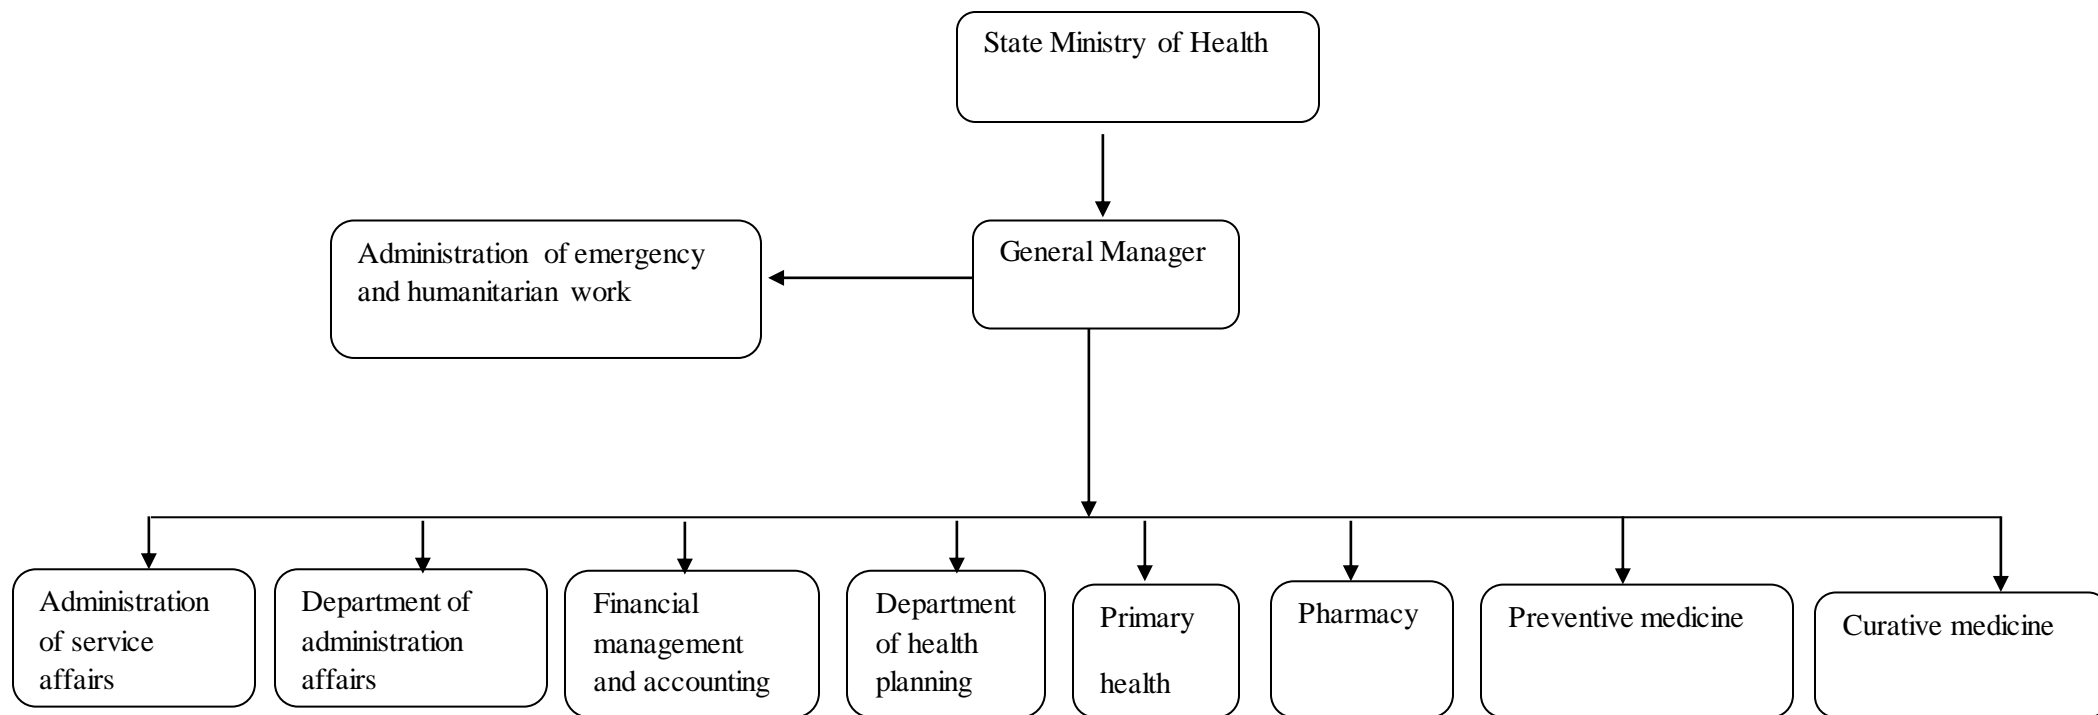 State Ministry of Health
Administration of emergency
and humanitarian work
General Manager
Administration
of service
affairs
Department of
administration
affairs
Financial
management
and accounting
Department
of health
planning
Primary
health
Pharmacy
Preventive medicine
Curative medicine